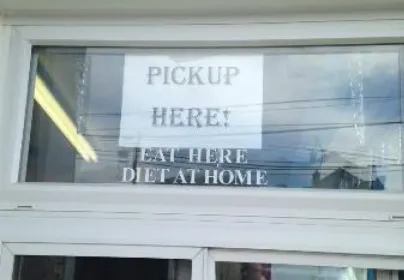 PICKUP
HERE!
EAT HERE
DIET AT HOME